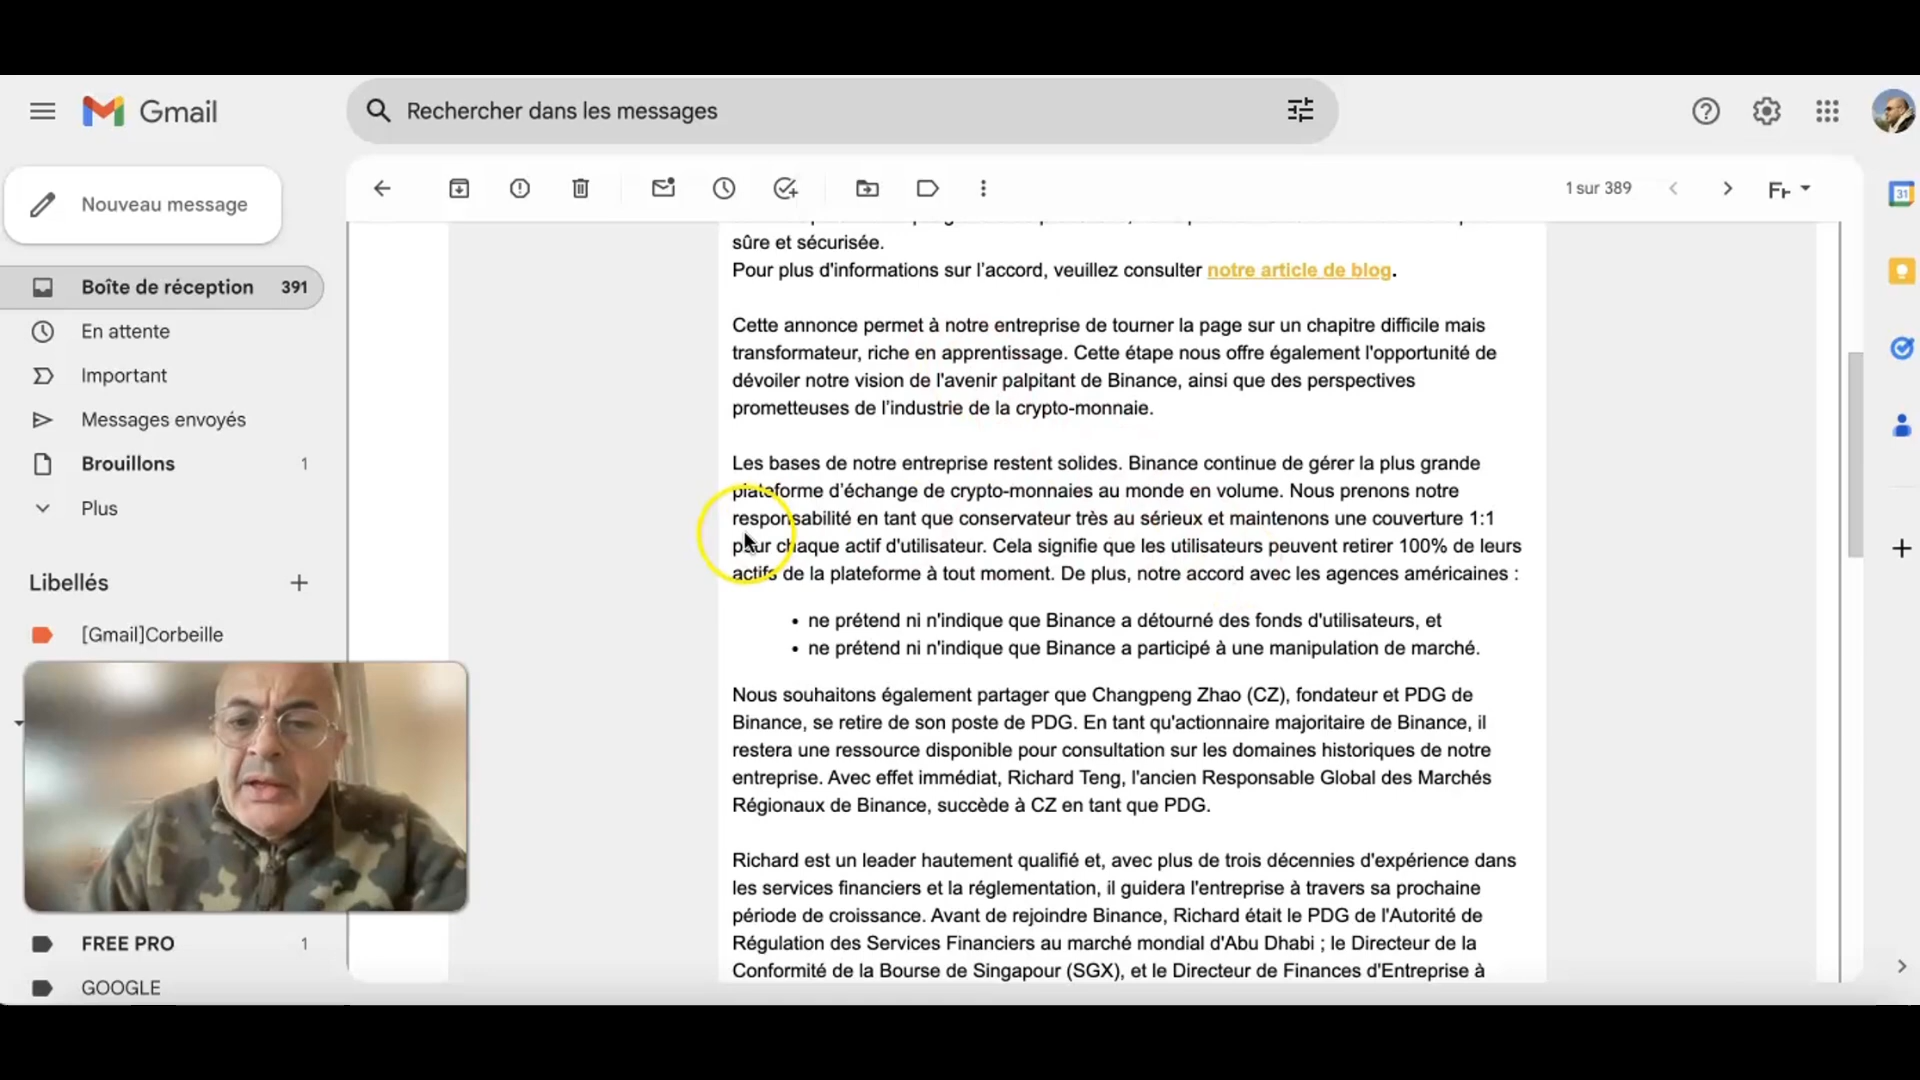 Gmail
Rechercher dans les messages
Nouveau message
1 sur 389
Boîte de réception 391
En attente
Important
Messages envoyés
Brouillons 1
Plus
Libellés
[Gmail]Corbeille
FREE PRO 1
GOOGLE
sûre et sécurisée.
Pour plus d'informations sur l’accord, veuillez consulter notre article de blog.
Cette annonce permet à notre entreprise de tourner la page sur un chapitre difficile mais
transformateur, riche en apprentissage. Cette étape nous offre également l'opportunité de
dévoiler notre vision de l'avenir palpitant de Binance, ainsi que des perspectives
prometteuses de l’industrie de la crypto-monnaie.
Les bases de notre entreprise restent solides. Binance continue de gérer la plus grande
plateforme d’échange de crypto-monnaies au monde en volume. Nous prenons notre
responsabilité en tant que conservateur très au sérieux et maintenons une couverture 1:1
pour chaque actif d'utilisateur. Cela signifie que les utilisateurs peuvent retirer 100% de leurs
actifs de la plateforme à tout moment. De plus, notre accord avec les agences américaines :
• ne prétend ni n'indique que Binance a détourné des fonds d'utilisateurs, et
• ne prétend ni n'indique que Binance a participé à une manipulation de marché.
Nous souhaitons également partager que Changpeng Zhao (CZ), fondateur et PDG de
Binance, se retire de son poste de PDG. En tant qu'actionnaire majoritaire de Binance, il
restera une ressource disponible pour consultation sur les domaines historiques de notre
entreprise. Avec effet immédiat, Richard Teng, l'ancien Responsable Global des Marchés
Régionaux de Binance, succède à CZ en tant que PDG.
Richard est un leader hautement qualifié et, avec plus de trois décennies d'expérience dans
les services financiers et la réglementation, il guidera l'entreprise à travers sa prochaine
période de croissance. Avant de rejoindre Binance, Richard était le PDG de l'Autorité de
Régulation des Services Financiers au marché mondial d'Abu Dhabi ; le Directeur de la
Conformité de la Bourse de Singapour (SGX), et le Directeur de Finances d'Entreprise à
31